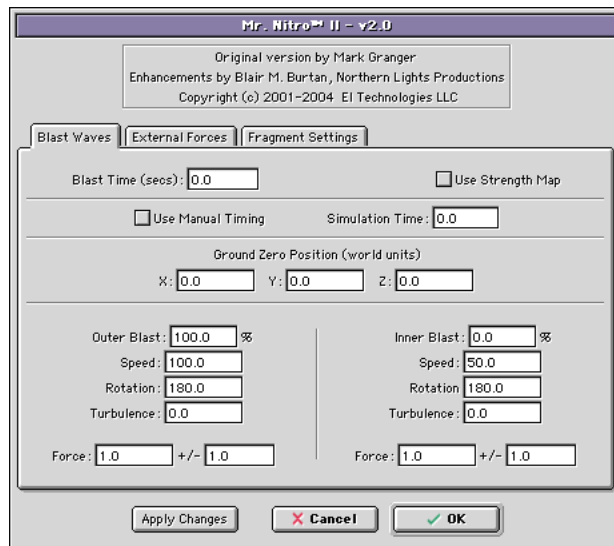 Mr. Nitro™ II - v2.0
Original version by Mark Granger
Enhancements by Blair M. Burtan, Northern Lights Productions
Copyright (c) 2001-2004 EI Technologies LLC
Blast Waves External Forces Fragment Settings
Blast Time (secs): 0.0 Use Strength Map
Use Manual Timing Simulation Time: 0.0
Ground Zero Position (world units)
X: 0.0 Y: 0.0 Z: 0.0
Outer Blast: 100.0 % Inner Blast: 0.0 %
Speed: 100.0 Speed: 50.0
Rotation: 180.0 Rotation 180.0
Turbulence: 0.0 Turbulence: 0.0
Force: 1.0 +/- 1.0 Force: 1.0 +/- 1.0
Apply Changes Cancel OK